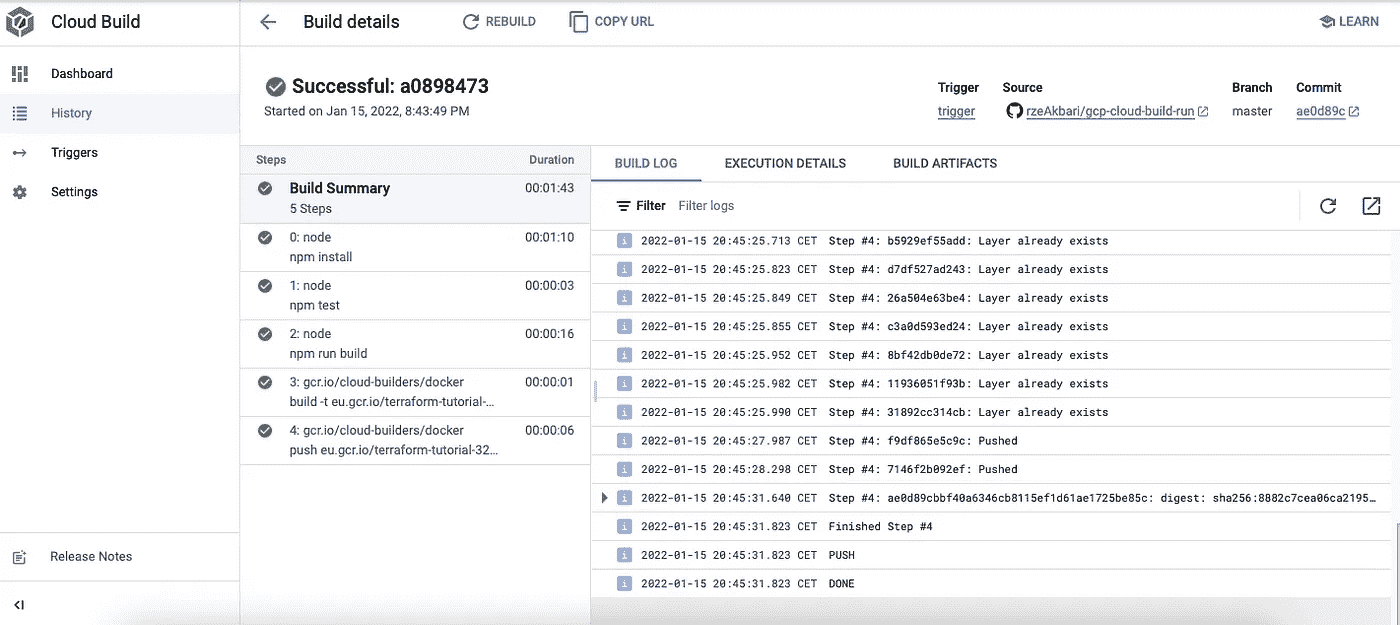 Cloud Build
Build details
REBUILD
COPY URL
LEARN
Dashboard
History
Triggers
Settings
Release Notes
Successful: a0898473
Started on Jan 15, 2022, 8:43:49 PM
Trigger Source Branch Commit
trigger rzeAkbari/gcp-cloud-build-run master ae0d89c
Steps Duration
Build Summary 00:01:43
5 Steps
0: node 00:01:10
npm install
1: node 00:00:03
npm test
2: node 00:00:16
npm run build
3: gcr.io/cloud-builders/docker 00:00:01
build -t eu.gcr.io/terraform-tutorial-...
4: gcr.io/cloud-builders/docker 00:00:06
push eu.gcr.io/terraform-tutorial-32...
BUILD LOG EXECUTION DETAILS BUILD ARTIFACTS
Filter Filter logs
i 2022-01-15 20:45:25.713 CET Step #4: b5929ef55add: Layer already exists
i 2022-01-15 20:45:25.823 CET Step #4: d7df527ad243: Layer already exists
i 2022-01-15 20:45:25.849 CET Step #4: 26a504e63be4: Layer already exists
i 2022-01-15 20:45:25.855 CET Step #4: c3a0d593ed24: Layer already exists
i 2022-01-15 20:45:25.952 CET Step #4: 8bf42db0de72: Layer already exists
i 2022-01-15 20:45:25.982 CET Step #4: 11936051f93b: Layer already exists
i 2022-01-15 20:45:25.990 CET Step #4: 31892cc314cb: Layer already exists
i 2022-01-15 20:45:27.987 CET Step #4: f9df865e5c9c: Pushed
i 2022-01-15 20:45:28.298 CET Step #4: 7146f2b092ef: Pushed
i 2022-01-15 20:45:31.640 CET Step #4: ae0d89cbbf40a6346cb8115ef1d61ae1725be85c: digest: sha256:8882c7cea06ca2195…
i 2022-01-15 20:45:31.823 CET Finished Step #4
i 2022-01-15 20:45:31.823 CET PUSH
i 2022-01-15 20:45:31.823 CET DONE